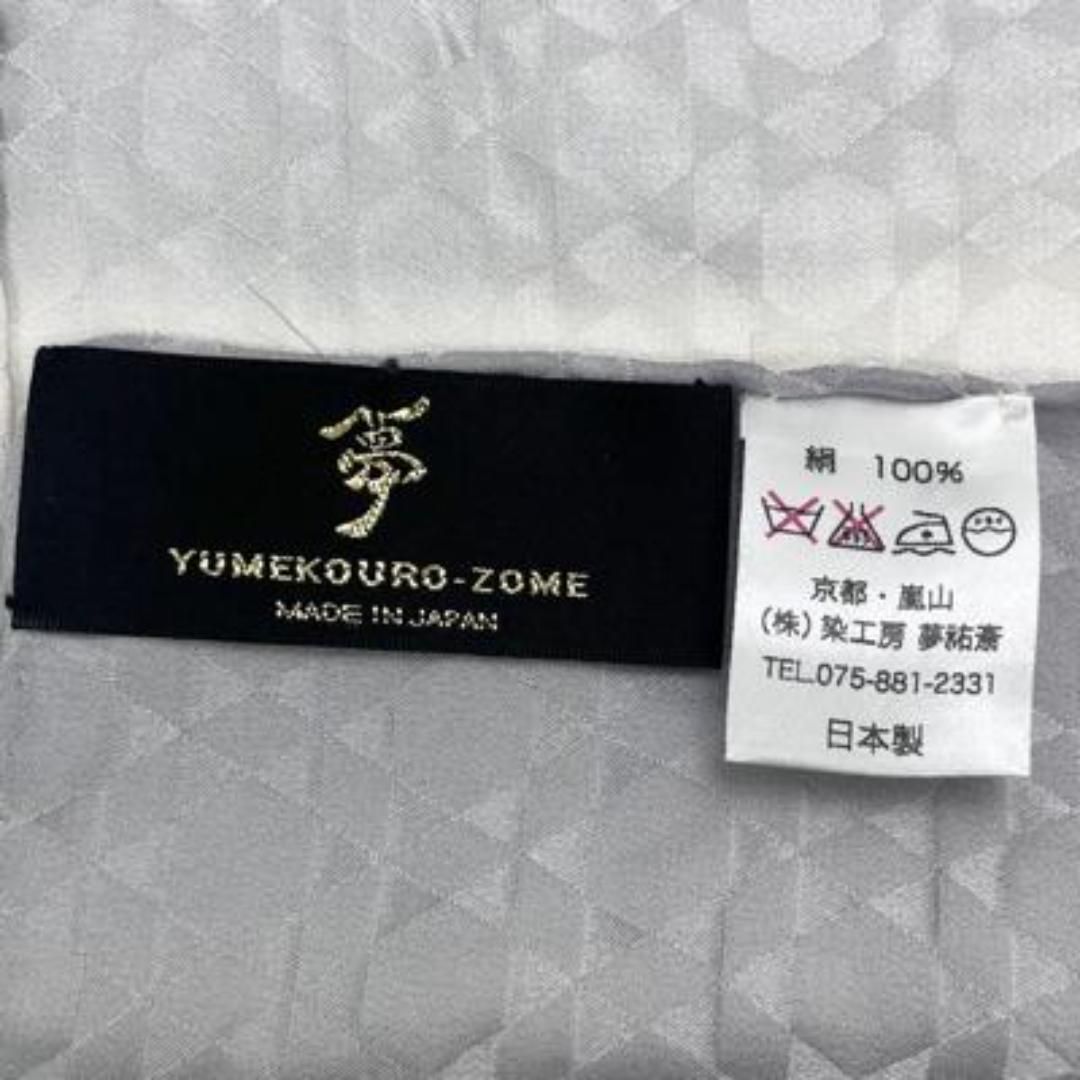 夢
YUMEKOURO-ZOME
MADE IN JAPAN
絹 100%
京都・嵐山
(株)染工房 夢祐斎
TEL.075-881-2331
日本製